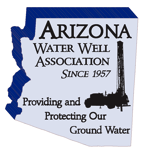 ARIZONA
WATER WELL
ASSOCIATION
SINCE 1957
Providing and
Protecting Our
Ground Water